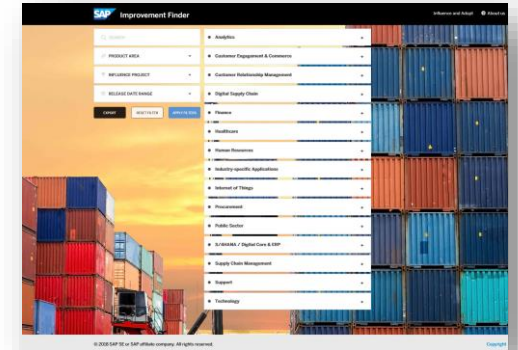 SAP Improvement Finder
Influence and Adopt About us
SEARCH
PRODUCT AREA
INFLUENCE PROJECT
RELEASE DATE RANGE
EXPORT RESET FILTER APPLY FILTERS
Analytics
Customer Engagement & Commerce
Customer Relationship Management
Digital Supply Chain
Finance
Healthcare
Human Resources
Industry-specific Applications
Internet of Things
Procurement
Public Sector
S/4HANA / Digital Core & ERP
Supply Chain Management
Support
Technology
© 2018 SAP SE or SAP affiliate company. All rights reserved.
Copyright